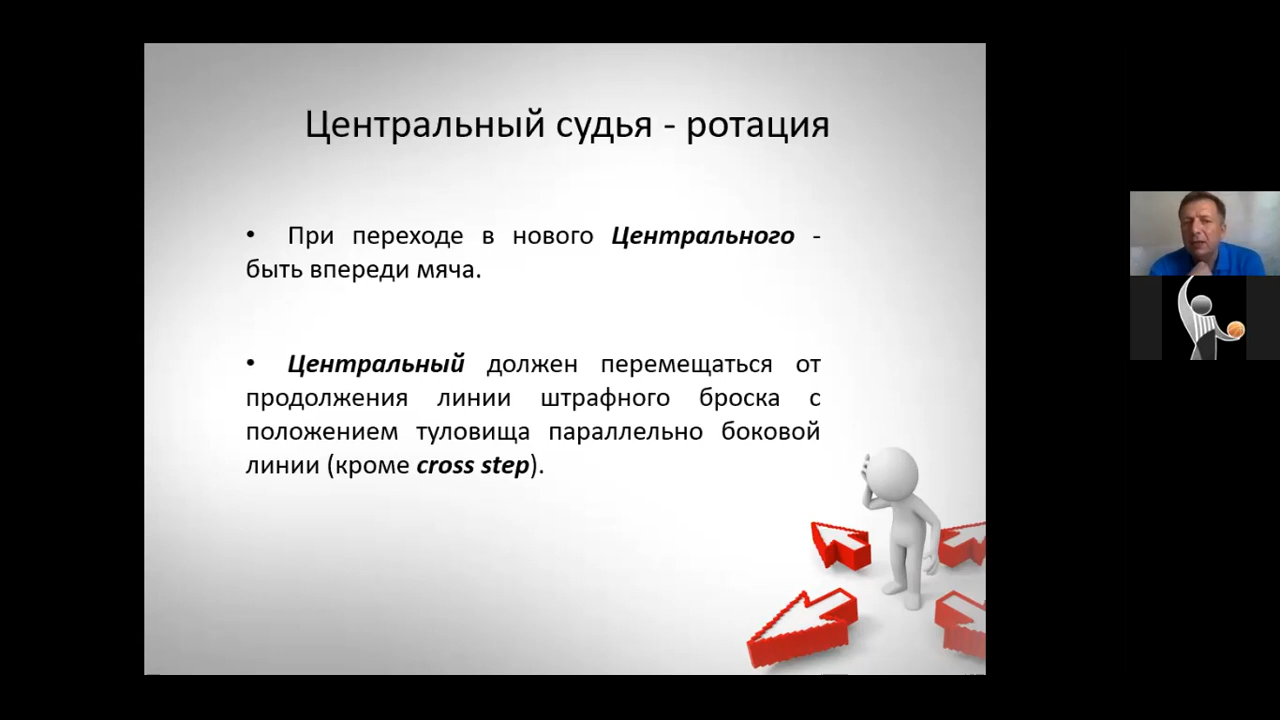 Центральный судья - ротация
• При переходе в нового Центрального -
быть впереди мяча.
• Центральный должен перемещаться от
продолжения линии штрафного броска с
положением туловища параллельно боковой
линии (кроме cross step).